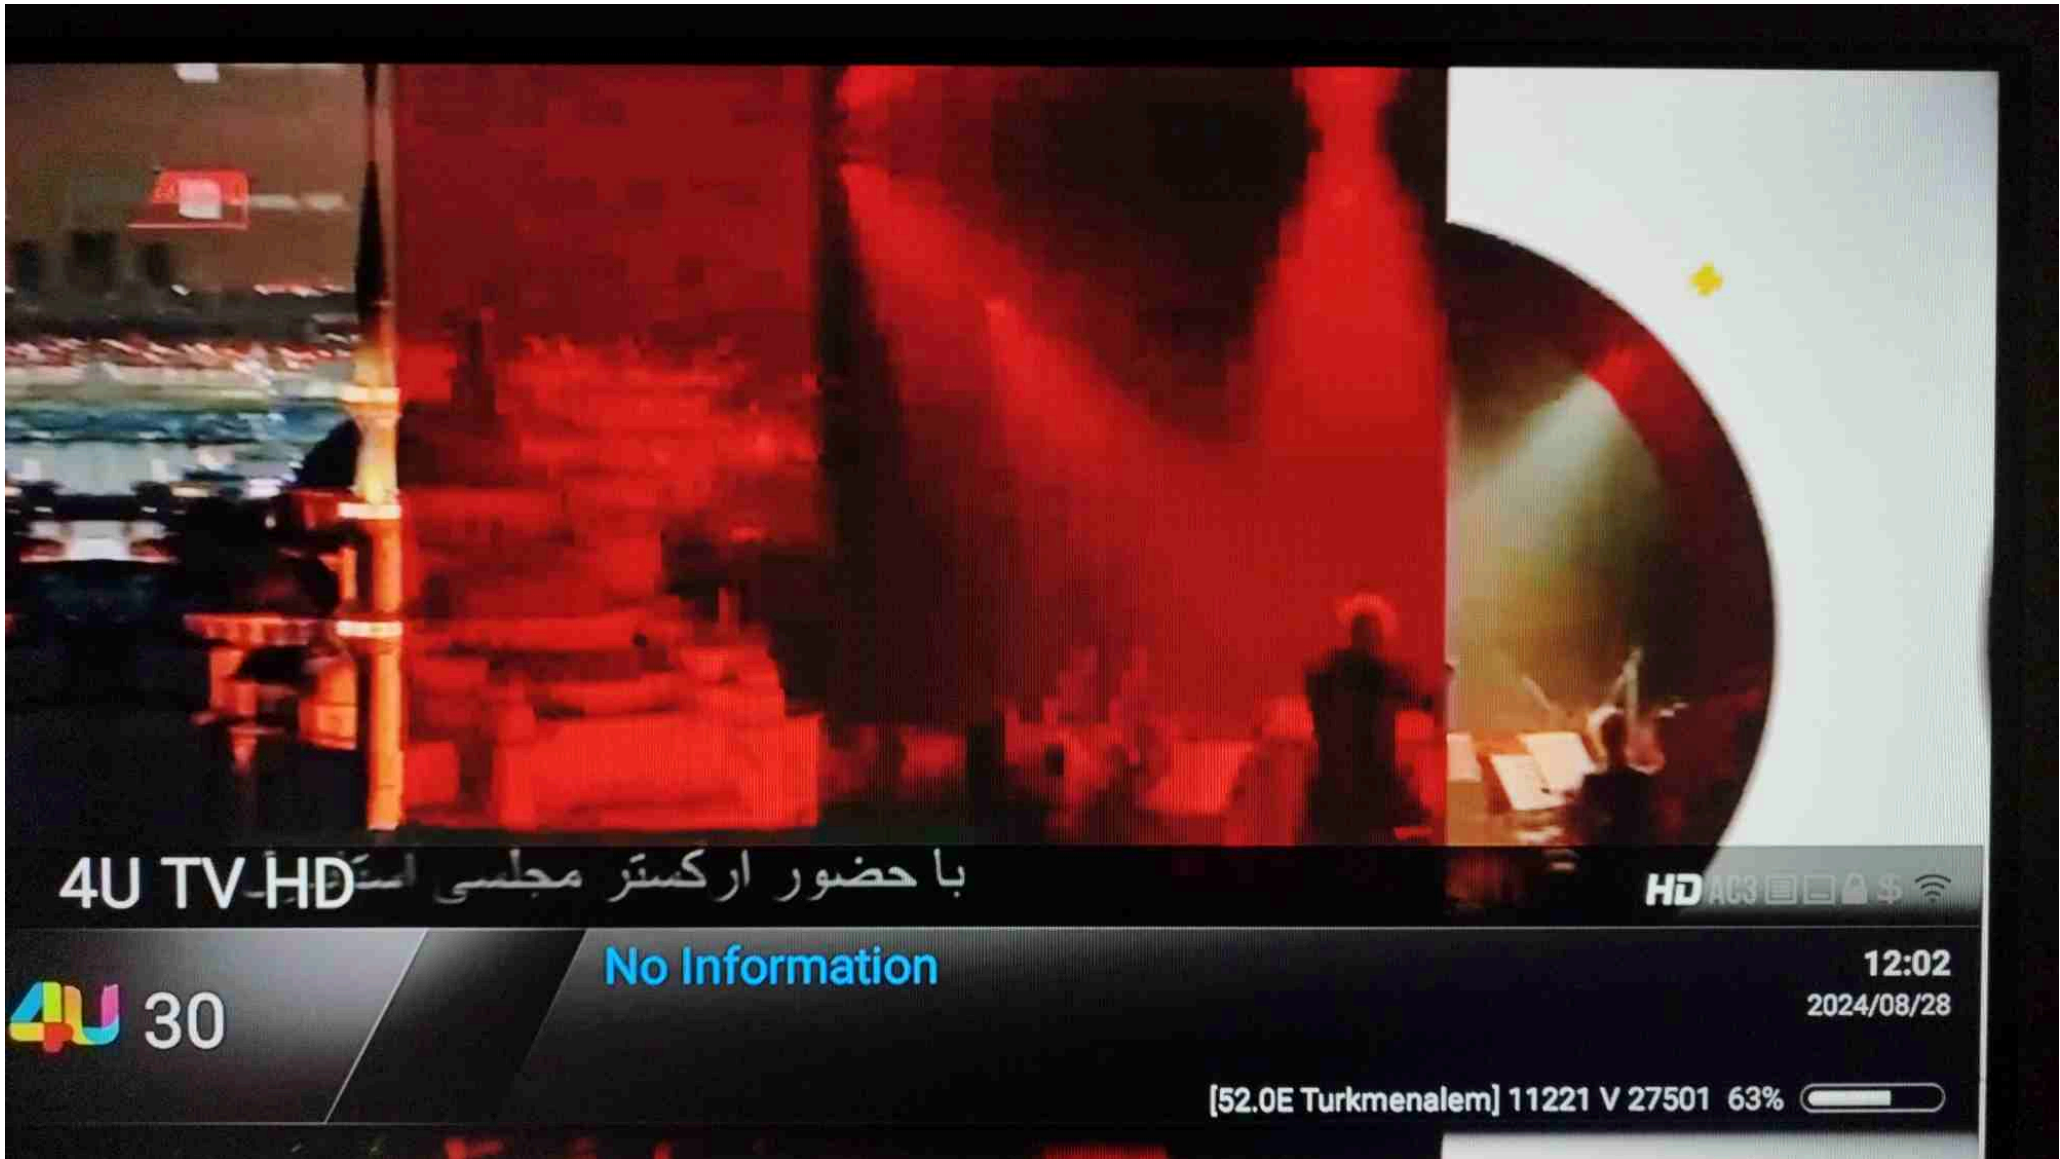 4U TV HD
با حضور ارکستر مجلسی
HD AC3 $
4U 30
No Information
12:02
2024/08/28
[52.0E Turkmenalem] 11221 V 27501 63%